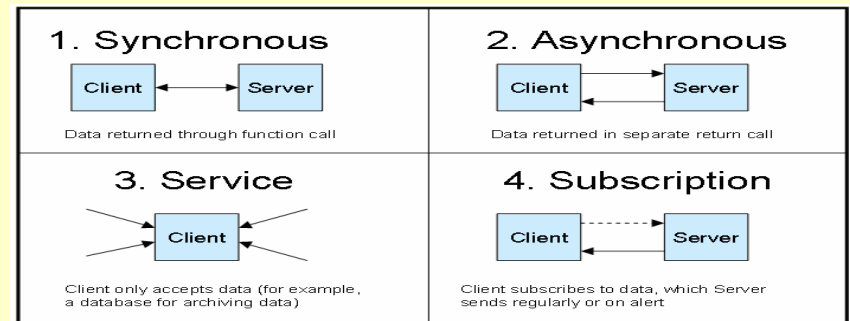 1. Synchronous
Client
Server
Data returned through function call
2. Asynchronous
Client
Server
Data returned in separate return call
3. Service
Client
Client only accepts data (for example,
a database for archiving data)
4. Subscription
Client
Server
Client subscribes to data, which Server
sends regularly or on alert